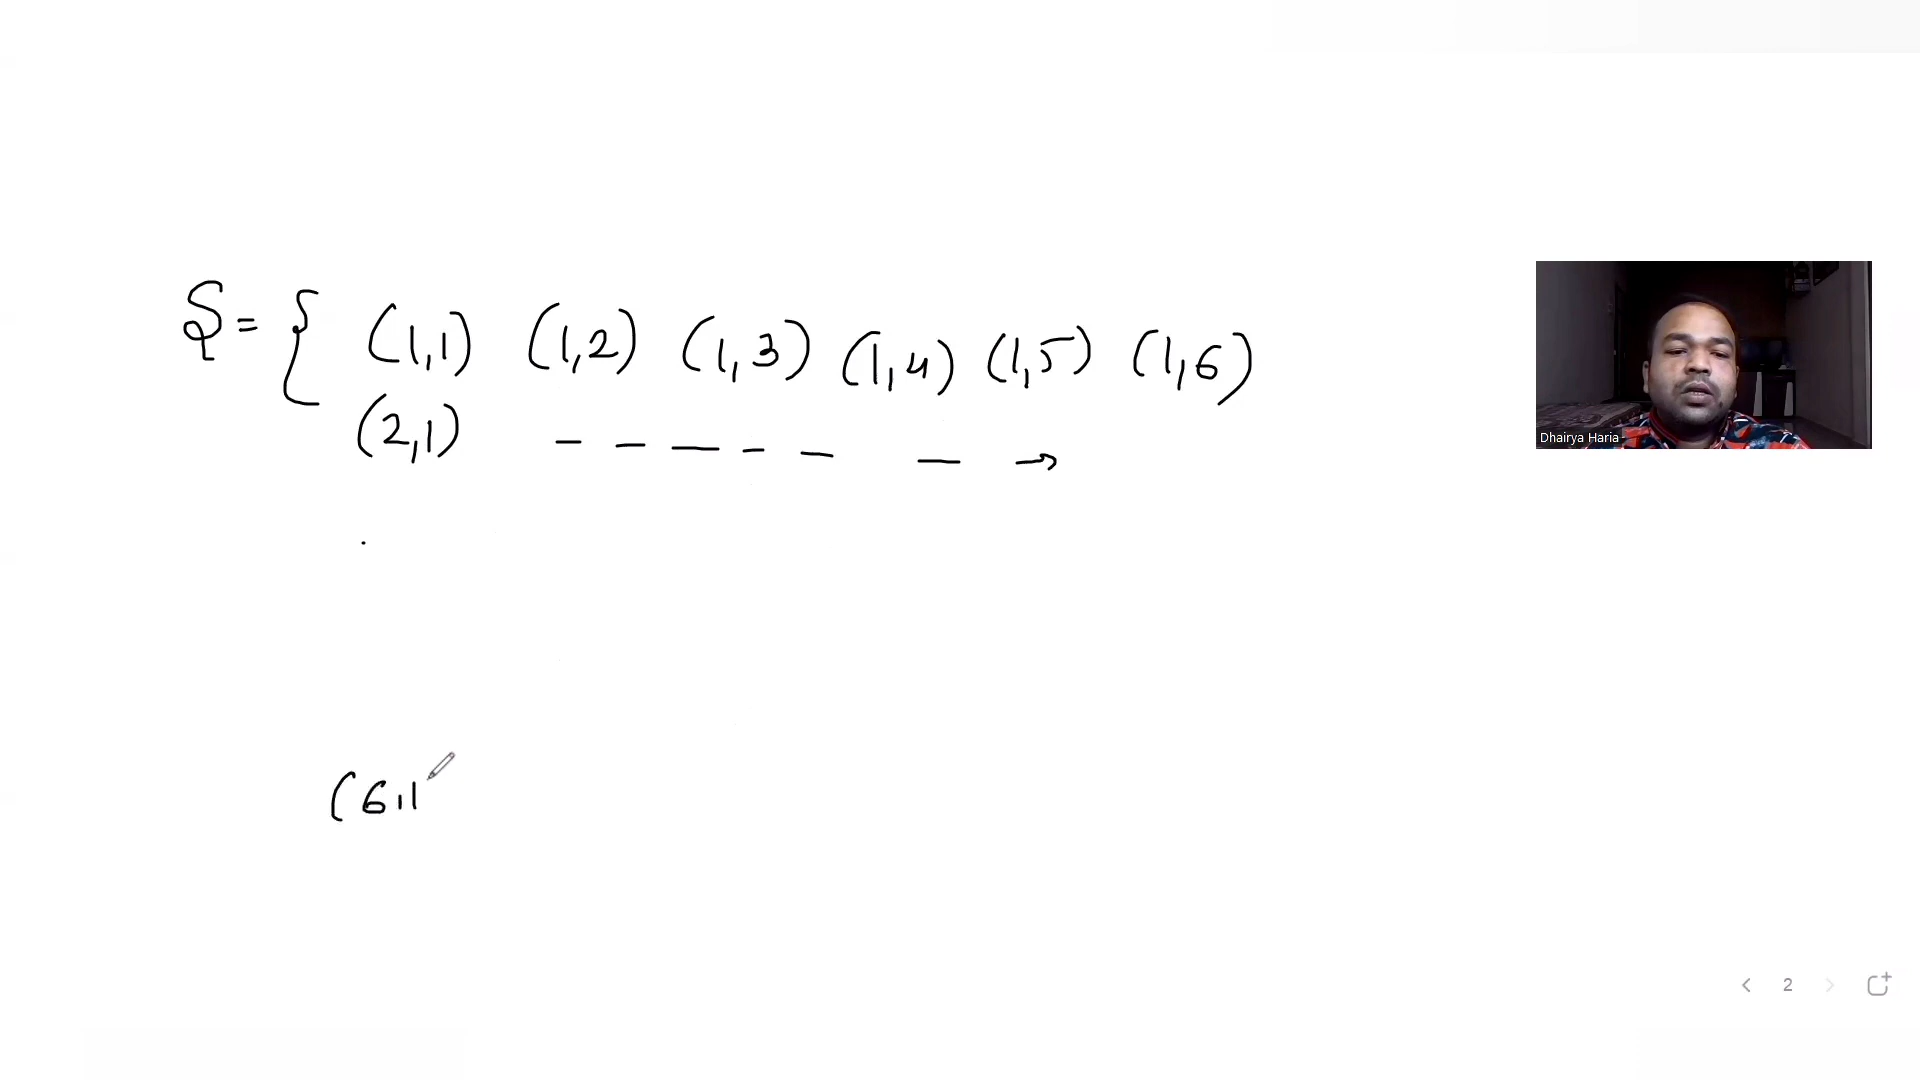 S = { (1,1) (1,2) (1,3) (1,4) (1,5) (1,6)
(2,1) - - - - - - →
.
(6,1
Dhairya Haria
2